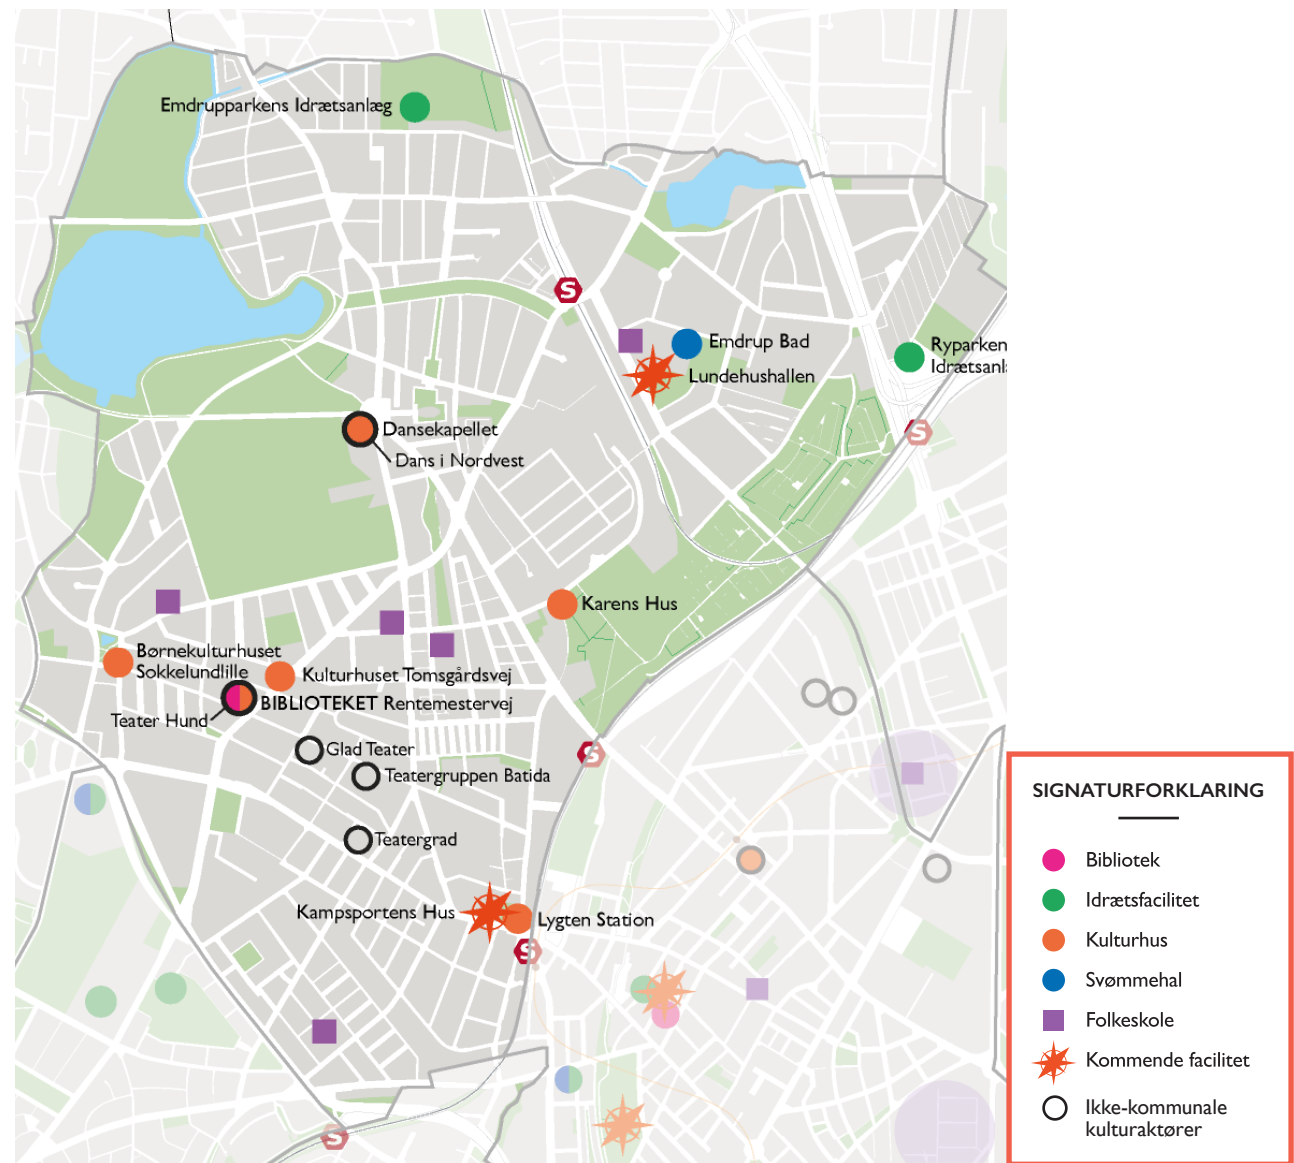 Emdrupparkens Idrætsanlæg
S
Emdrup Bad
Lundehushallen
Ryparken
Idrætsanl
S
Dansekapellet
Dans i Nordvest
Karens Hus
Børnekulturhuset
Sokkelundlille
Kulturhuset Tomsgårdsvej
BIBLIOTEKET Rentemestervej
Teater Hund
Glad Teater
S
Teatergruppen Batida
Teatergrad
Kampsportens Hus
Lygten Station
S
S
SIGNATURFORKLARING
Bibliotek
Idrætsfacilitet
Kulturhus
Svømmehal
Folkeskole
Kommende facilitet
Ikke-kommunale
kulturaktører